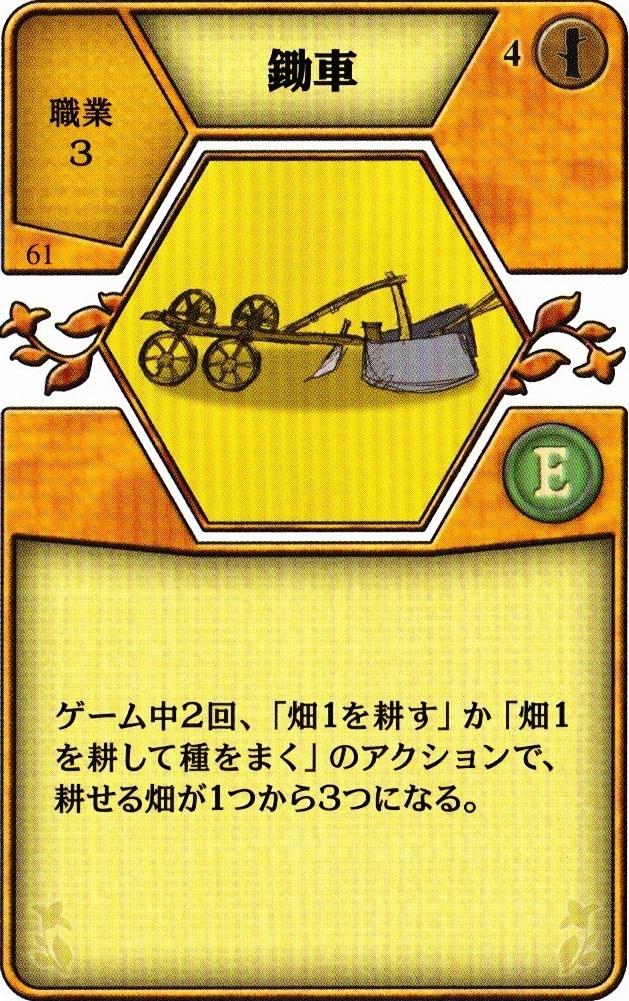 鋤車
4
職業
3
61
E
ゲーム中2回、「畑1を耕す」か「畑1
を耕して種をまく」のアクションで、
耕せる畑が1つから3つになる。